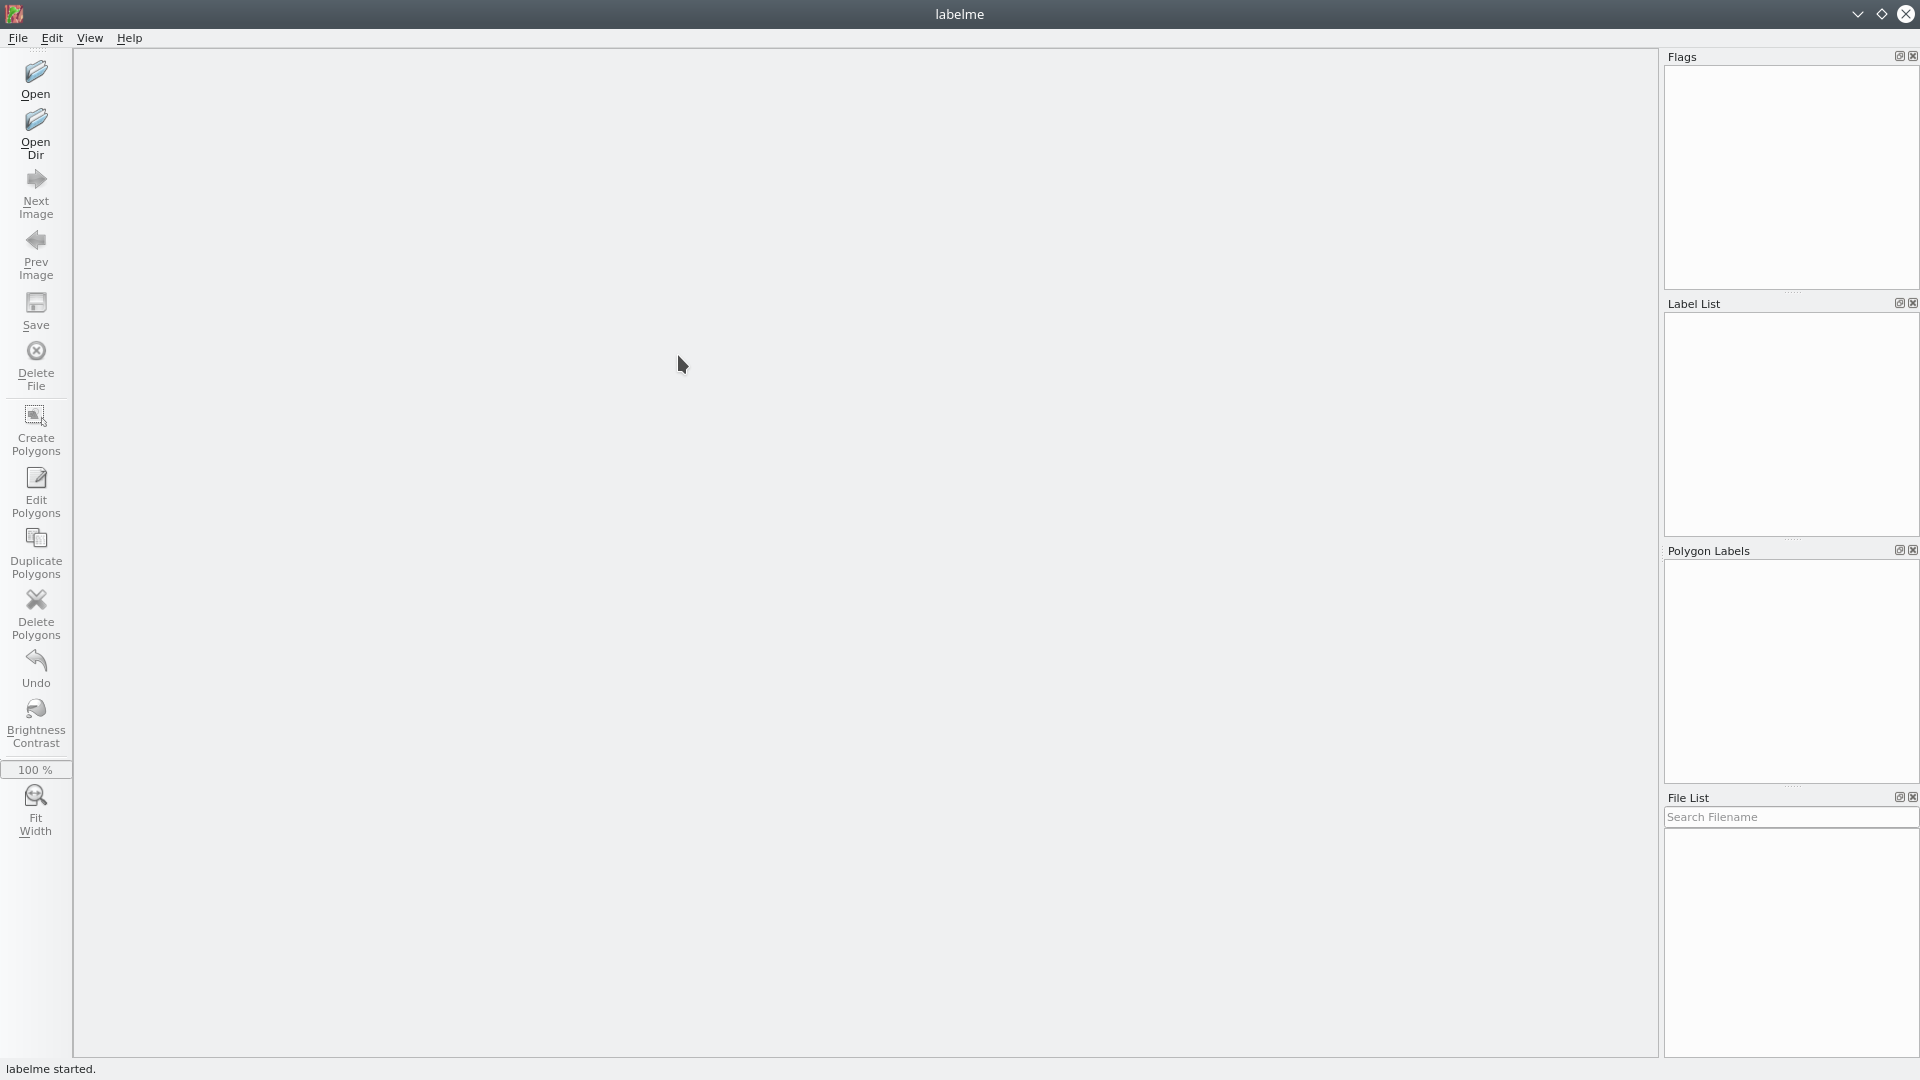 labelme
File Edit View Help
Open
Open
Dir
Next
Image
Prev
Image
Save
Delete
File
Create
Polygons
Edit
Polygons
Duplicate
Polygons
Delete
Polygons
Undo
Brightness
Contrast
100 %
Fit
Width
Flags
Label List
Polygon Labels
File List
Search Filename
labelme started.